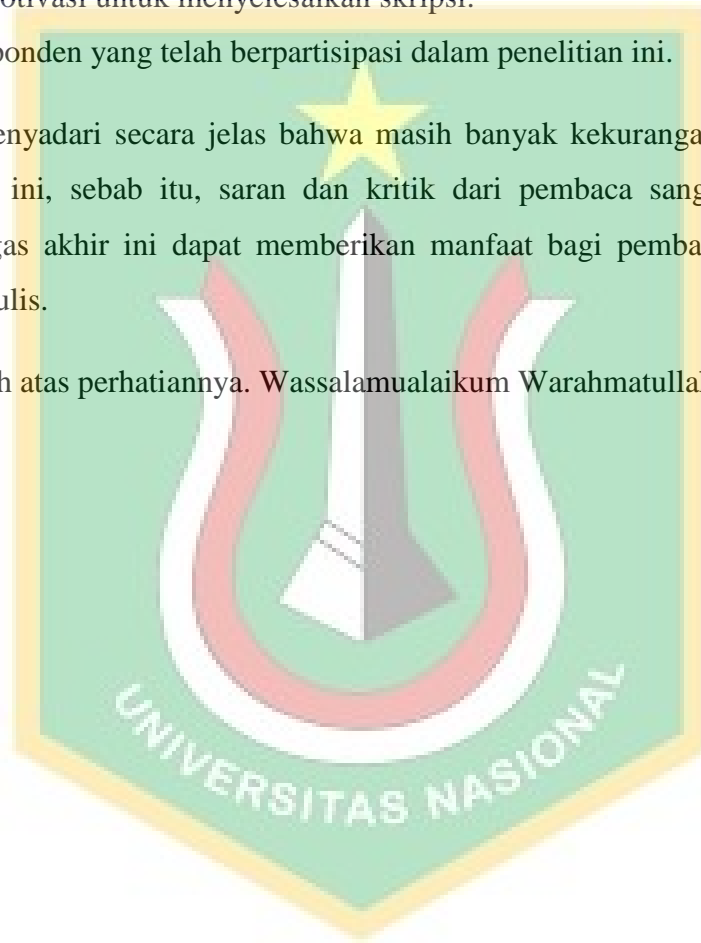 otivasi untuk menyelesaikan skripsi.
ponden yang telah berpartisipasi dalam penelitian ini.
enyadari secara jelas bahwa masih banyak kekuranga
ini, sebab itu, saran dan kritik dari pembaca sang
gas akhir ini dapat memberikan manfaat bagi pemba
ulis.
h atas perhatiannya. Wassalamualaikum Warahmatulla
UNIVERSITAS NASIONAL